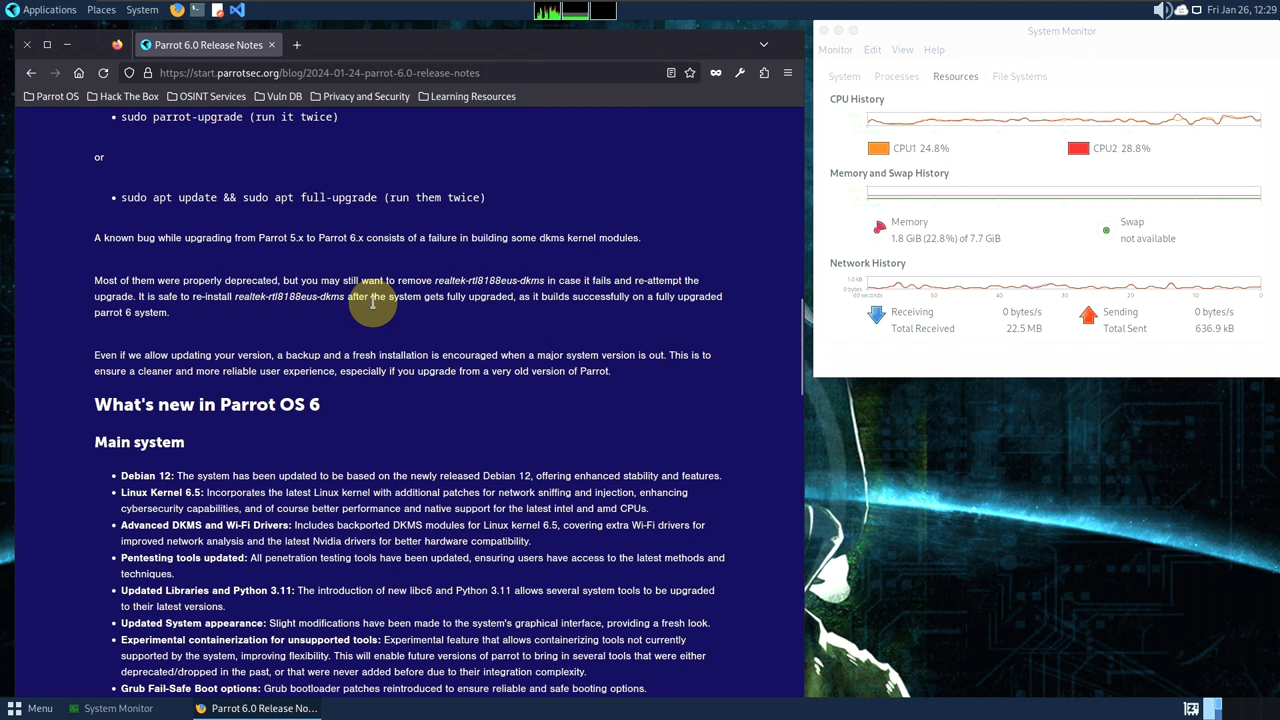 Applications Places System
Fri Jan 26, 12:29
Parrot 6.0 Release Notes
https://start.parrotsec.org/blog/2024-01-24-parrot-6.0-release-notes
Parrot OS Hack The Box OSINT Services Vuln DB Privacy and Security Learning Resources
• sudo parrot-upgrade (run it twice)
or
• sudo apt update && sudo apt full-upgrade (run them twice)
A known bug while upgrading from Parrot 5.x to Parrot 6.x consists of a failure in building some dkms kernel modules.
Most of them were properly deprecated, but you may still want to remove realtek-rtl8188eus-dkms in case it fails and re-attempt the
upgrade. It is safe to re-install realtek-rtl8188eus-dkms after the system gets fully upgraded, as it builds successfully on a fully upgraded
parrot 6 system.
Even if we allow updating your version, a backup and a fresh installation is encouraged when a major system version is out. This is to
ensure a cleaner and more reliable user experience, especially if you upgrade from a very old version of Parrot.
What's new in Parrot OS 6
Main system
• Debian 12: The system has been updated to be based on the newly released Debian 12, offering enhanced stability and features.
• Linux Kernel 6.5: Incorporates the latest Linux kernel with additional patches for network sniffing and injection, enhancing
cybersecurity capabilities, and of course better performance and native support for the latest intel and amd CPUs.
• Advanced DKMS and Wi-Fi Drivers: Includes backported DKMS modules for Linux kernel 6.5, covering extra Wi-Fi drivers for
improved network analysis and the latest Nvidia drivers for better hardware compatibility.
• Pentesting tools updated: All penetration testing tools have been updated, ensuring users have access to the latest methods and
techniques.
• Updated Libraries and Python 3.11: The introduction of new libc6 and Python 3.11 allows several system tools to be upgraded
to their latest versions.
• Updated System appearance: Slight modifications have been made to the system's graphical interface, providing a fresh look.
• Experimental containerization for unsupported tools: Experimental feature that allows containerizing tools not currently
supported by the system, improving flexibility. This will enable future versions of parrot to bring in several tools that were either
deprecated/dropped in the past, or that were never added before due to their integration complexity.
• Grub Fail-Safe Boot options: Grub bootloader patches reintroduced to ensure reliable and safe booting options.
System Monitor
Monitor Edit View Help
System Processes Resources File Systems
CPU History
CPU1 24.8% CPU2 28.8%
Memory and Swap History
Memory
1.8 GiB (22.8%) of 7.7 GiB
Swap
not available
Network History
1.0 kB
0 bytes/s
60 seconds 50 40 30 20 10 0
Receiving 0 bytes/s
Total Received 22.5 MB
Sending 0 bytes/s
Total Sent 636.9 kB
Menu System Monitor Parrot 6.0 Release No...